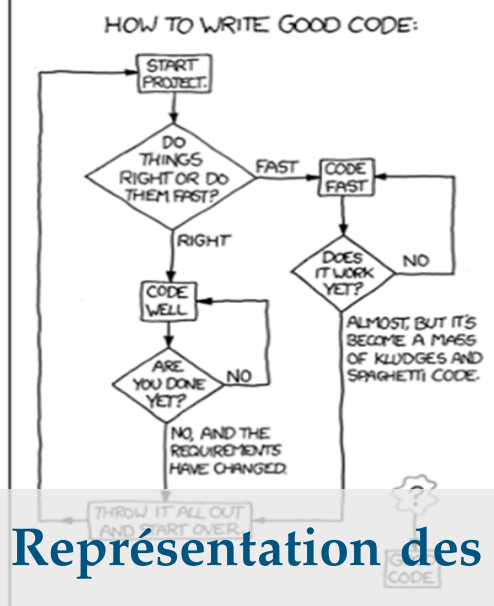 HOW TO WRITE GOOD CODE:
START
PROJECT.
DO
THINGS
RIGHT OR DO
THEM FAST?
FAST
CODE
FAST
RIGHT
DOES
IT WORK
YET?
NO
CODE
WELL
ALMOST, BUT IT'S
BECOME A MASS
OF KLUDGES AND
SPAGHETTI CODE.
ARE
YOU DONE
YET?
NO
NO, AND THE
REQUIREMENTS
HAVE CHANGED.
THROW IT ALL OUT
AND START OVER
?
GOOD
CODE
Représentation des